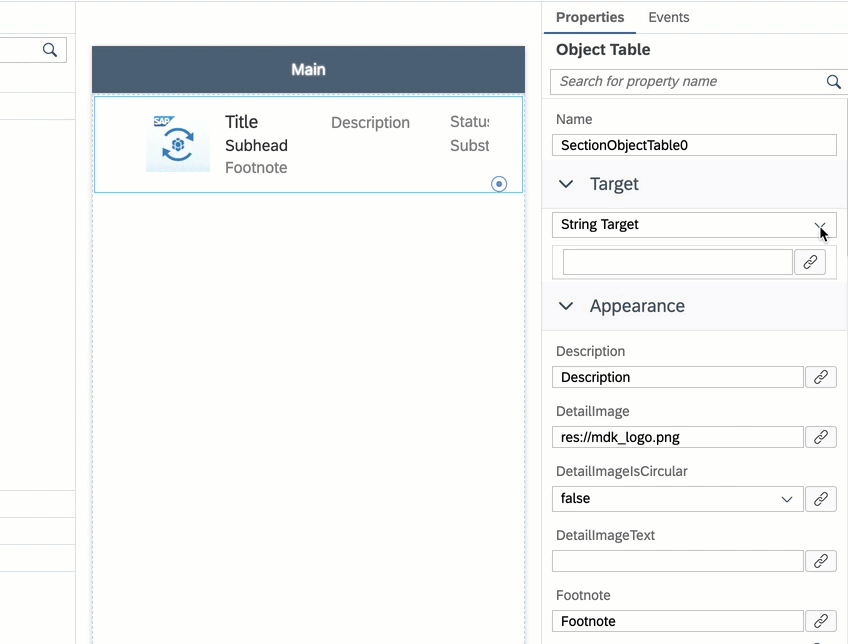 Properties Events
Object Table
Search for property name
Name
SectionObjectTable0
Target
String Target
Appearance
Description
Description
DetailImage
res://mdk_logo.png
DetailImageIsCircular
false
DetailImageText
Footnote
Footnote
Main
SAP
Title
Subhead
Footnote
Description
Status
Subst